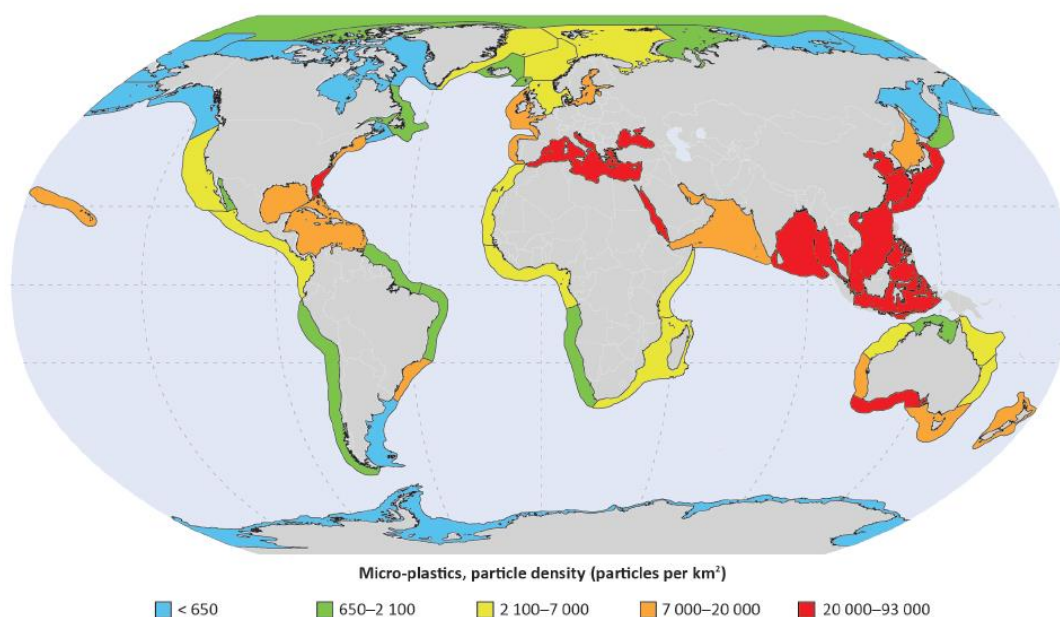 Micro-plastics, particle density (particles per km²)
< 650 650–2 100 2 100–7 000 7 000–20 000 20 000–93 000